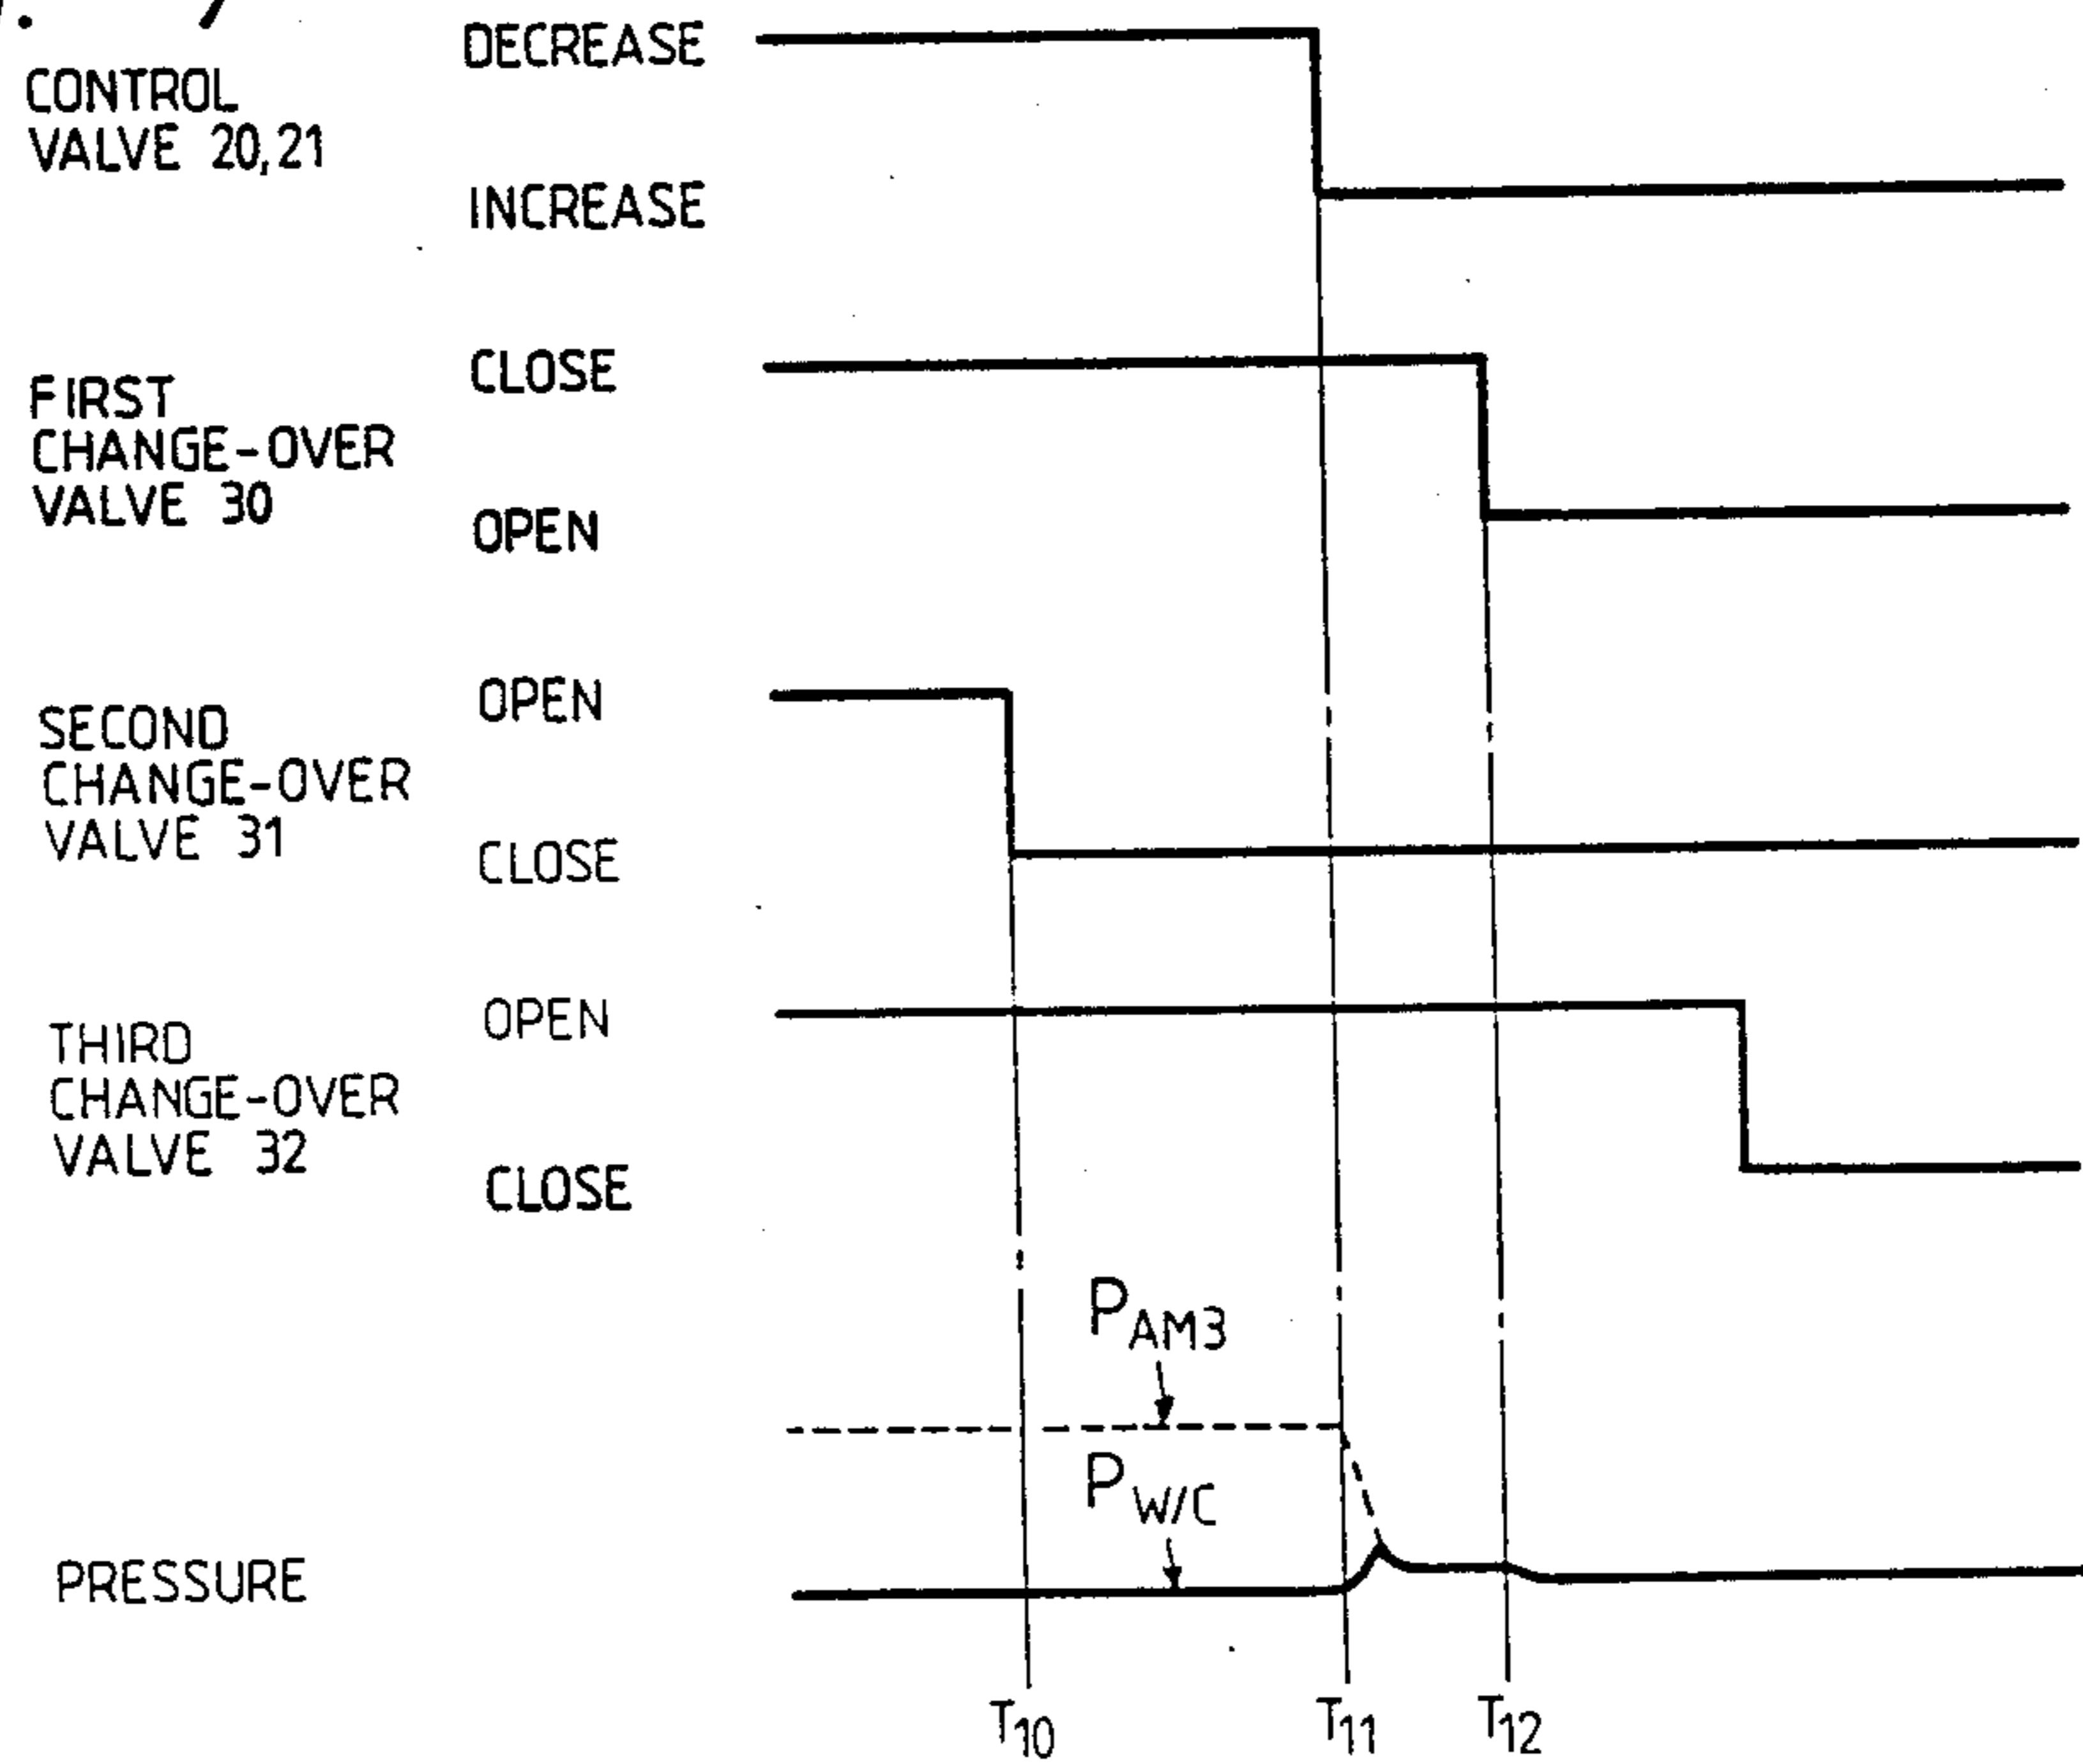 DECREASE
CONTROL
VALVE 20,21
INCREASE
CLOSE
FIRST
CHANGE-OVER
VALVE 30
OPEN
OPEN
SECOND
CHANGE-OVER
VALVE 31
CLOSE
OPEN
THIRD
CHANGE-OVER
VALVE 32
CLOSE
PAM3
PW/C
PRESSURE
T10 T11 T12